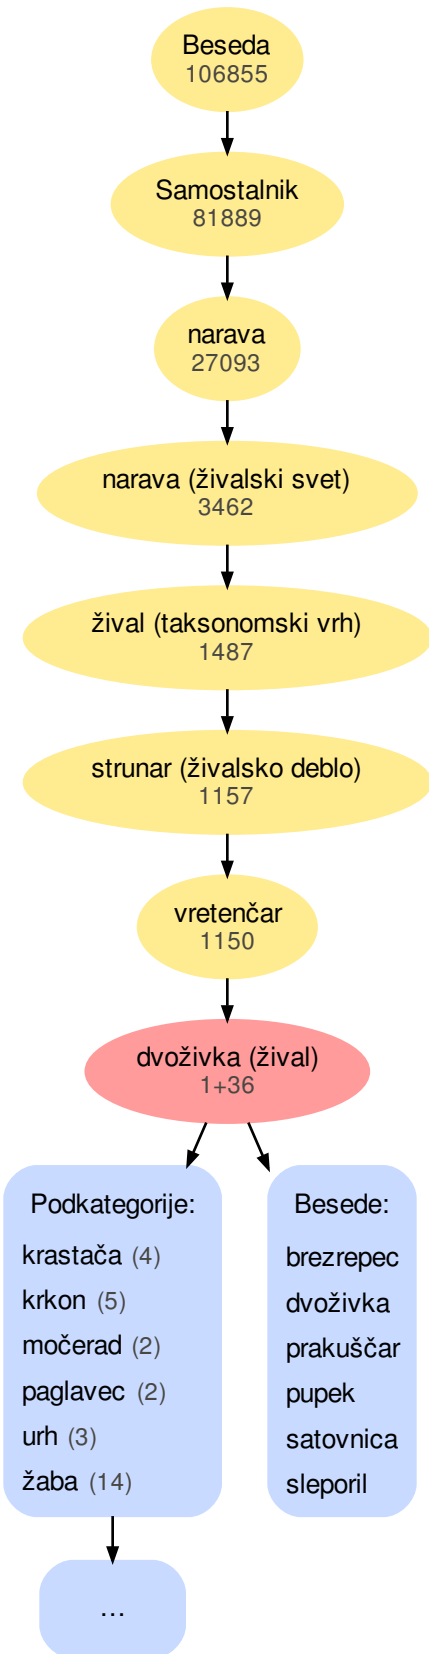 Beseda
106855
Samostalnik
81889
narava
27093
narava (živalski svet)
3462
žival (taksonomski vrh)
1487
strunar (živalsko deblo)
1157
vretenčar
1150
dvoživka (žival)
1+36
Podkategorije:
krastača (4)
krkon (5)
močerad (2)
paglavec (2)
urh (3)
žaba (14)
...
Besede:
brezrepec
dvoživka
prakuščar
pupek
satovnica
sleporil